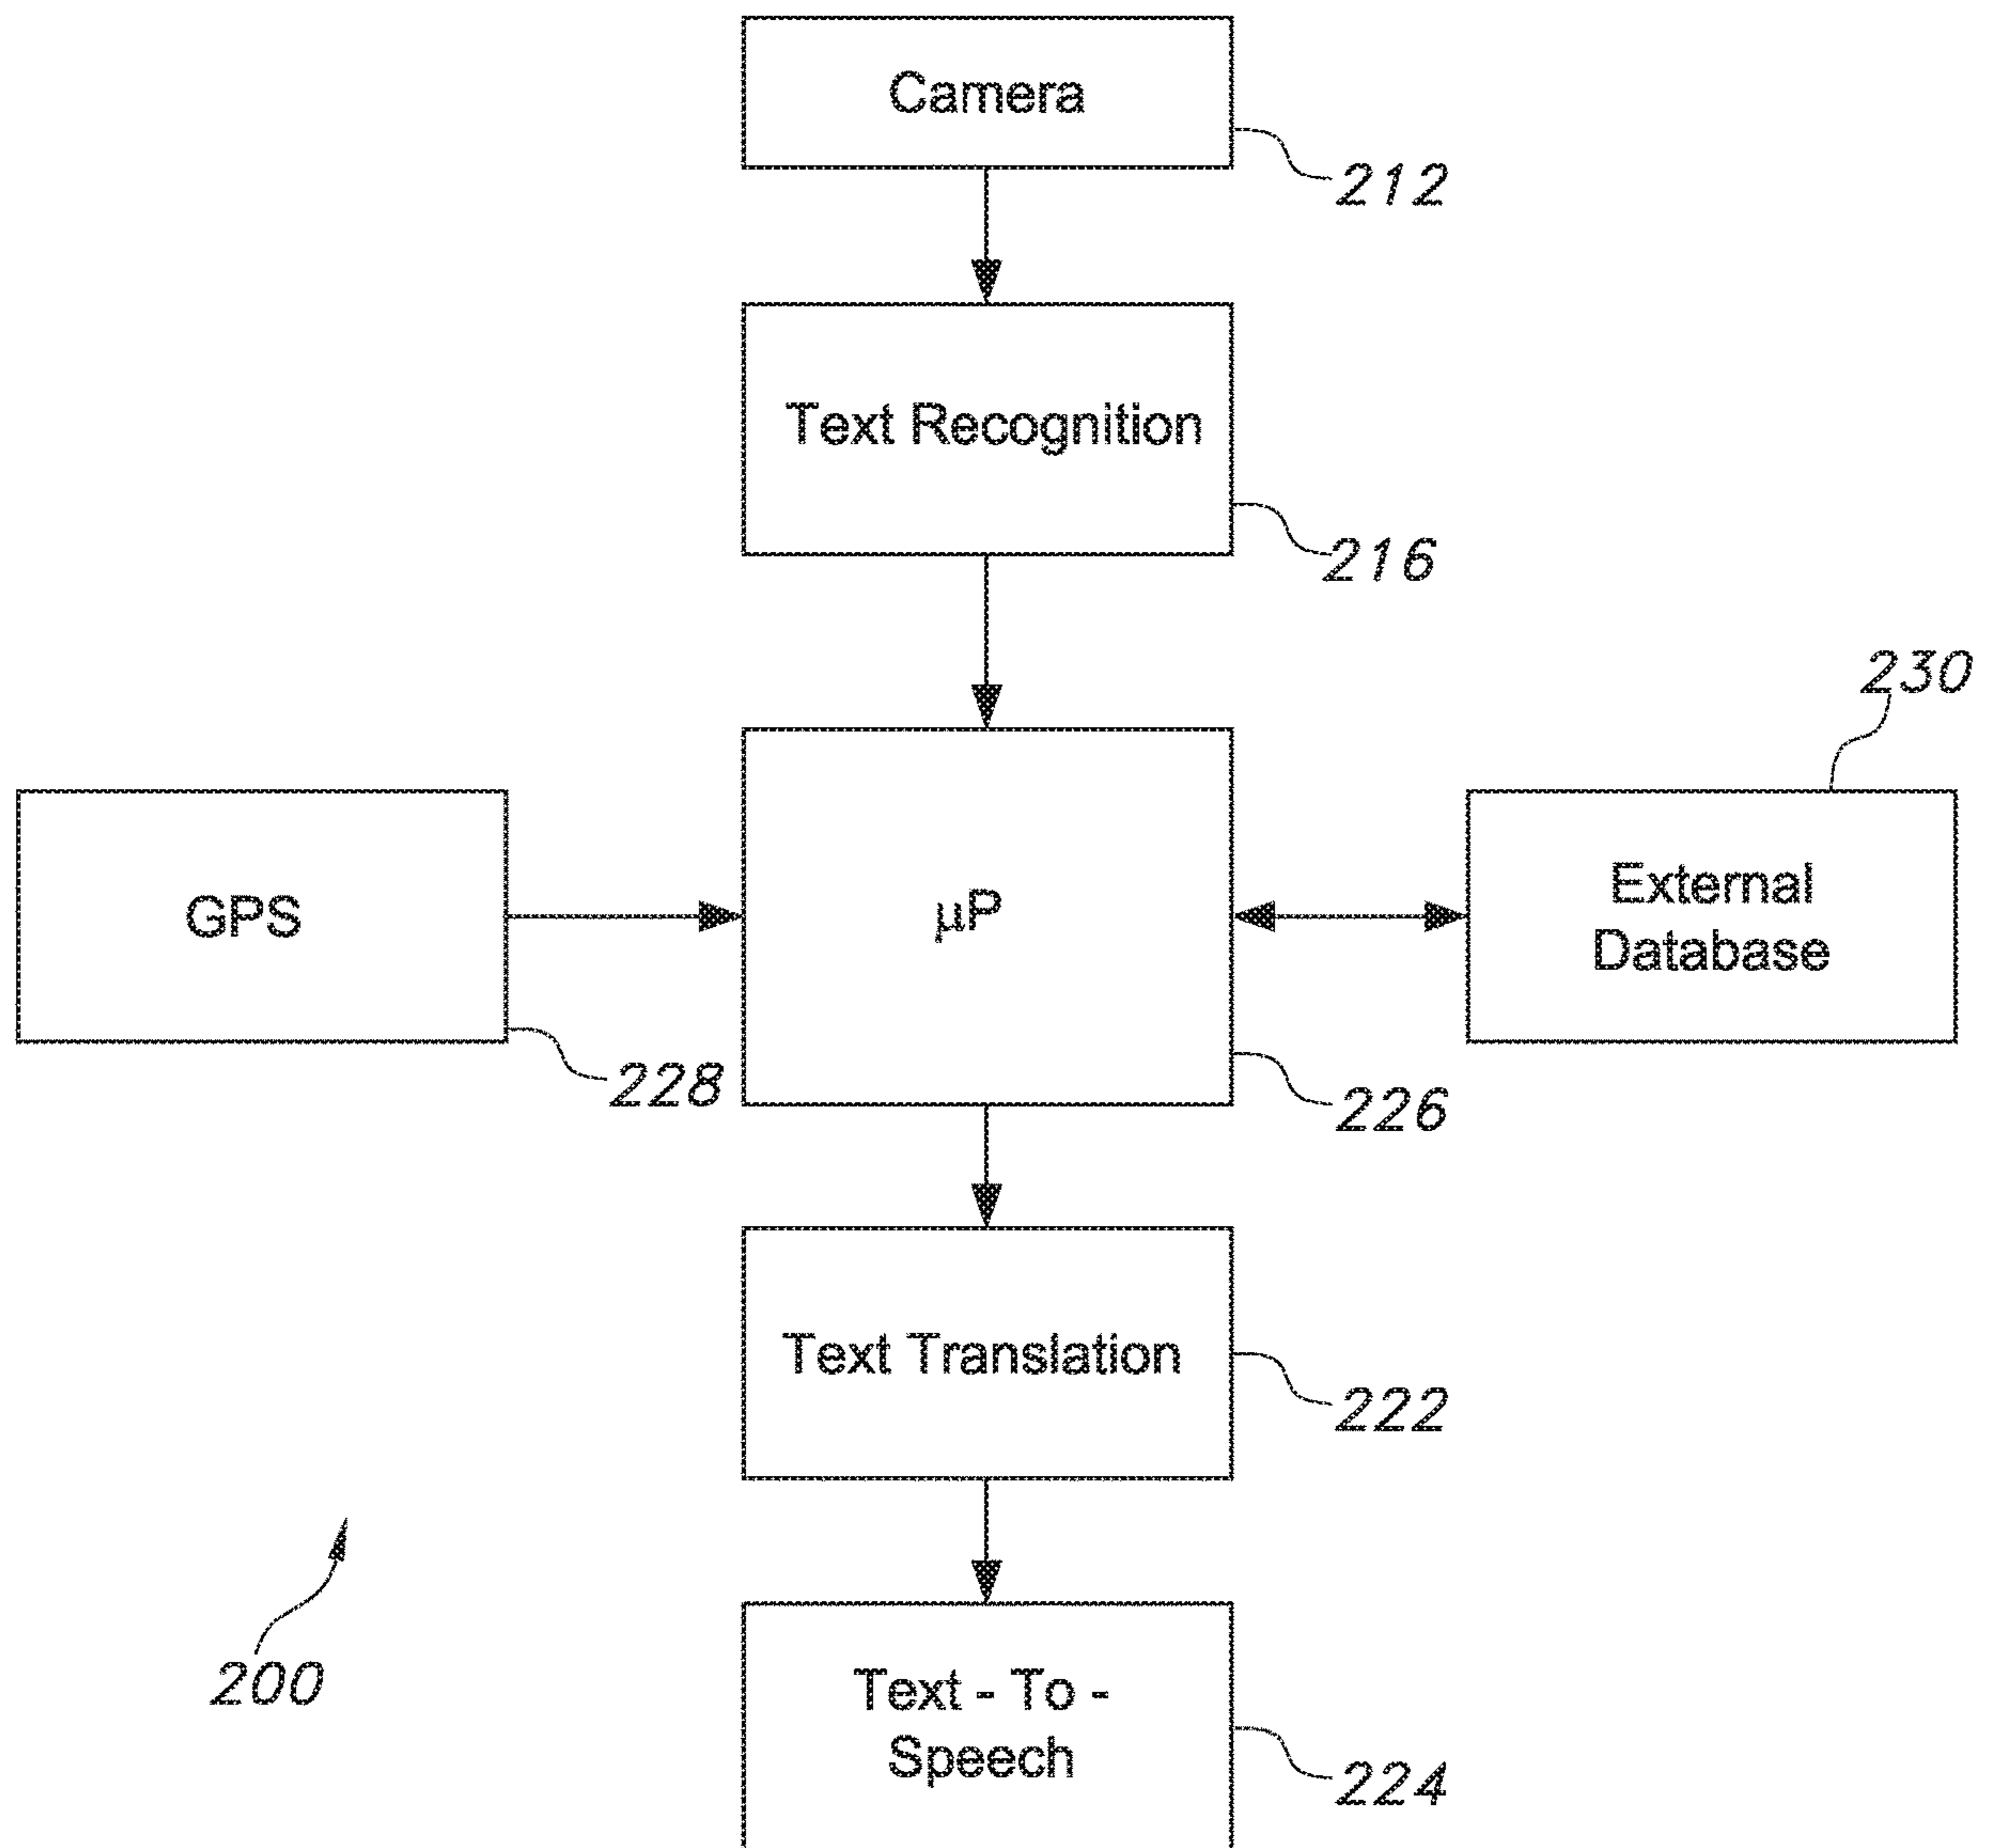 Camera
212
Text Recognition
216
230
GPS
228
μP
226
External
Database
Text Translation
222
200
Text - To -
Speech
224